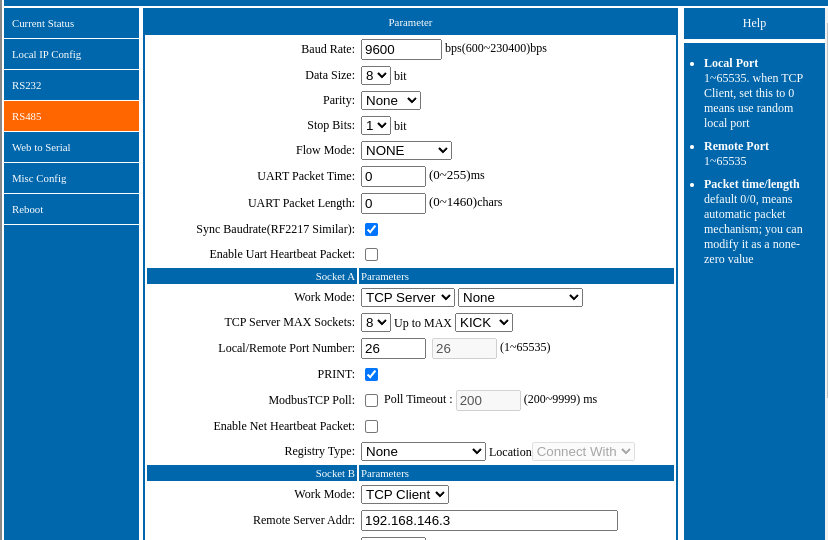 Current Status
Local IP Config
RS232
RS485
Web to Serial
Misc Config
Reboot
Parameter
Baud Rate: 9600 bps(600~230400)bps
Data Size: 8 bit
Parity: None
Stop Bits: 1 bit
Flow Mode: NONE
UART Packet Time: 0 (0~255)ms
UART Packet Length: 0 (0~1460)chars
Sync Baudrate(RF2217 Similar):
Enable Uart Heartbeat Packet:
Socket A Parameters
Work Mode: TCP Server None
TCP Server MAX Sockets: 8 Up to MAX KICK
Local/Remote Port Number: 26 26 (1~65535)
PRINT:
ModbusTCP Poll: Poll Timeout : 200 (200~9999) ms
Enable Net Heartbeat Packet:
Registry Type: None Location Connect With
Socket B Parameters
Work Mode: TCP Client
Remote Server Addr: 192.168.146.3
Help
Local Port
1~65535. when TCP
Client, set this to 0
means use random
local port
Remote Port
1~65535
Packet time/length
default 0/0, means
automatic packet
mechanism; you can
modify it as a non-
zero value